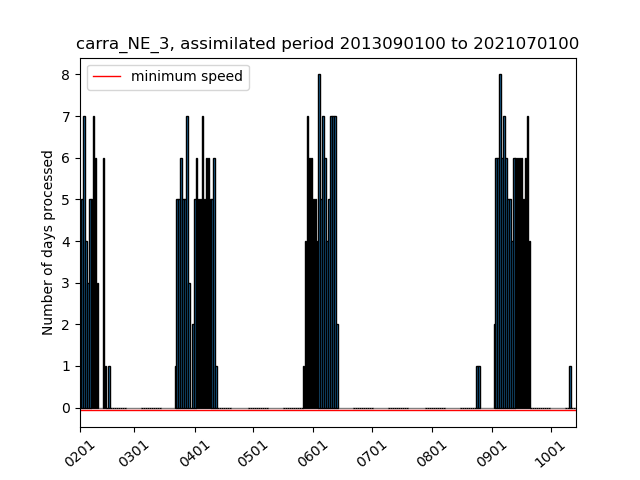 carra_NE_3, assimilated period 2013090100 to 2021070100
minimum speed
Number of days processed
8
7
6
5
4
3
2
1
0
0201 0301 0401 0501 0601 0701 0801 0901 1001